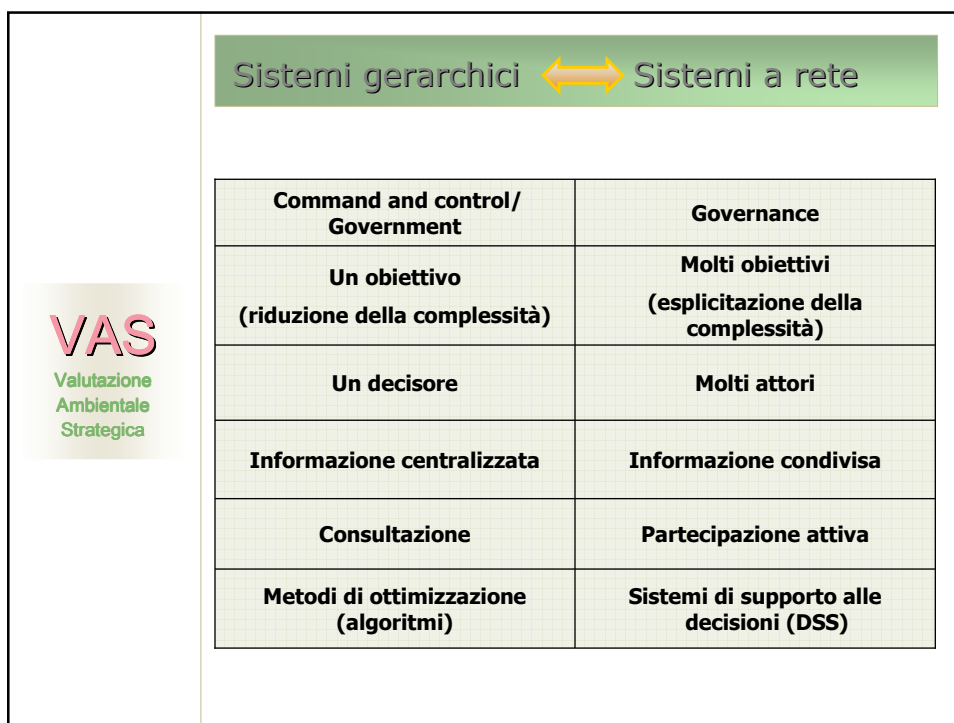 Sistemi gerarchici Sistemi a rete
VAS
Valutazione
Ambientale
Strategica
Command and control/
Government
Governance
Un obiettivo
(riduzione della complessità)
Molti obiettivi
(esplicitazione della
complessità)
Un decisore
Molti attori
Informazione centralizzata
Informazione condivisa
Consultazione
Partecipazione attiva
Metodi di ottimizzazione
(algoritmi)
Sistemi di supporto alle
decisioni (DSS)